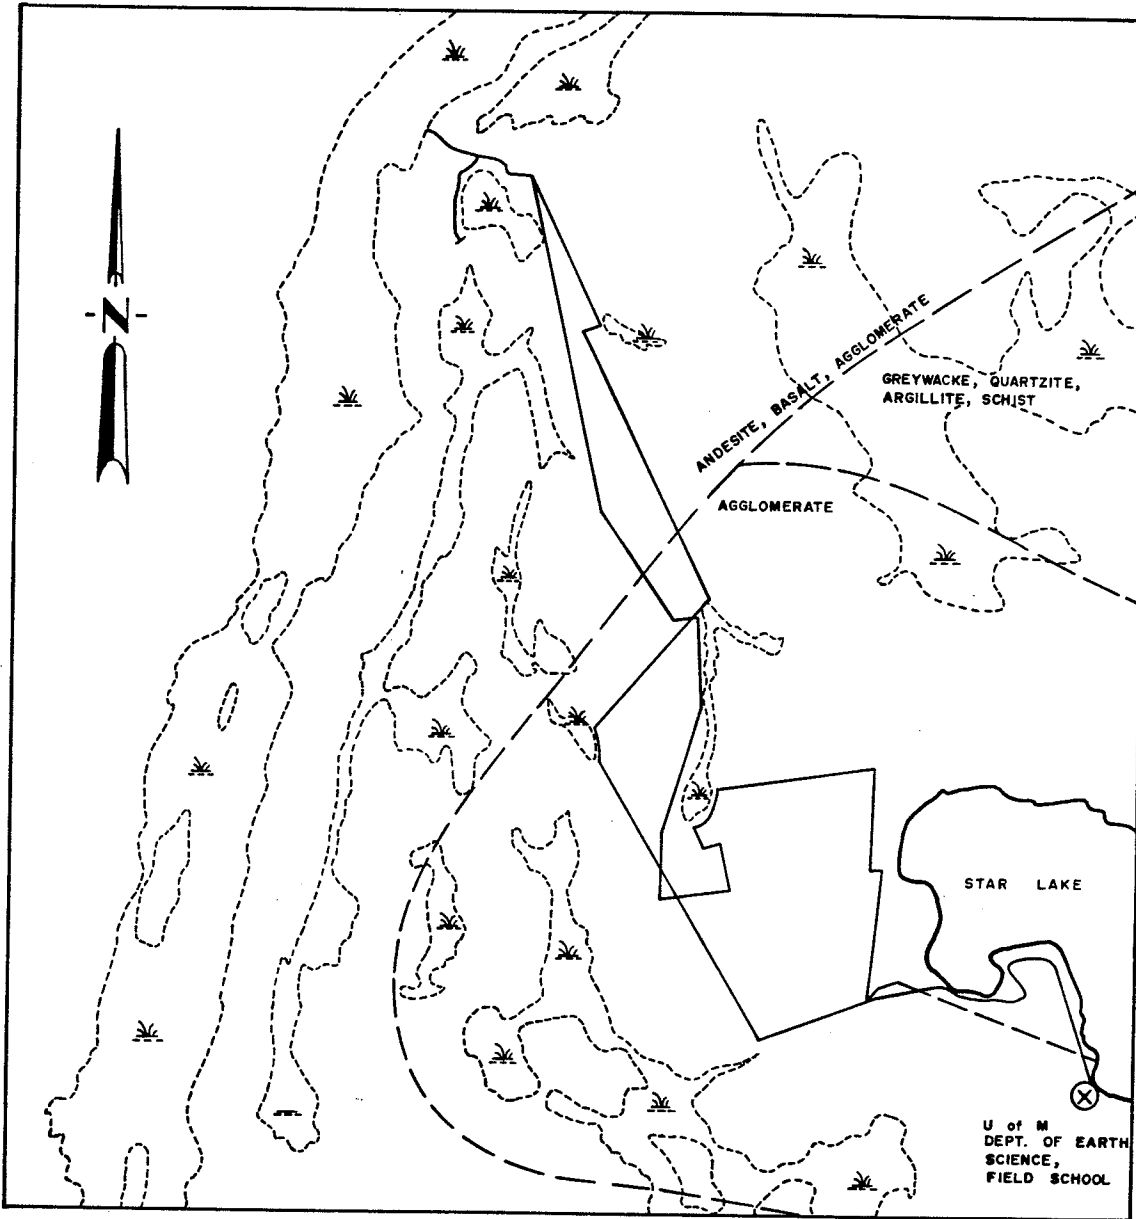 N
ANDESITE, BASALT, AGGLOMERATE
GREYWACKE, QUARTZITE,
ARGILLITE, SCHIST
AGGLOMERATE
STAR LAKE
U of M
DEPT. OF EARTH
SCIENCE,
FIELD SCHOOL